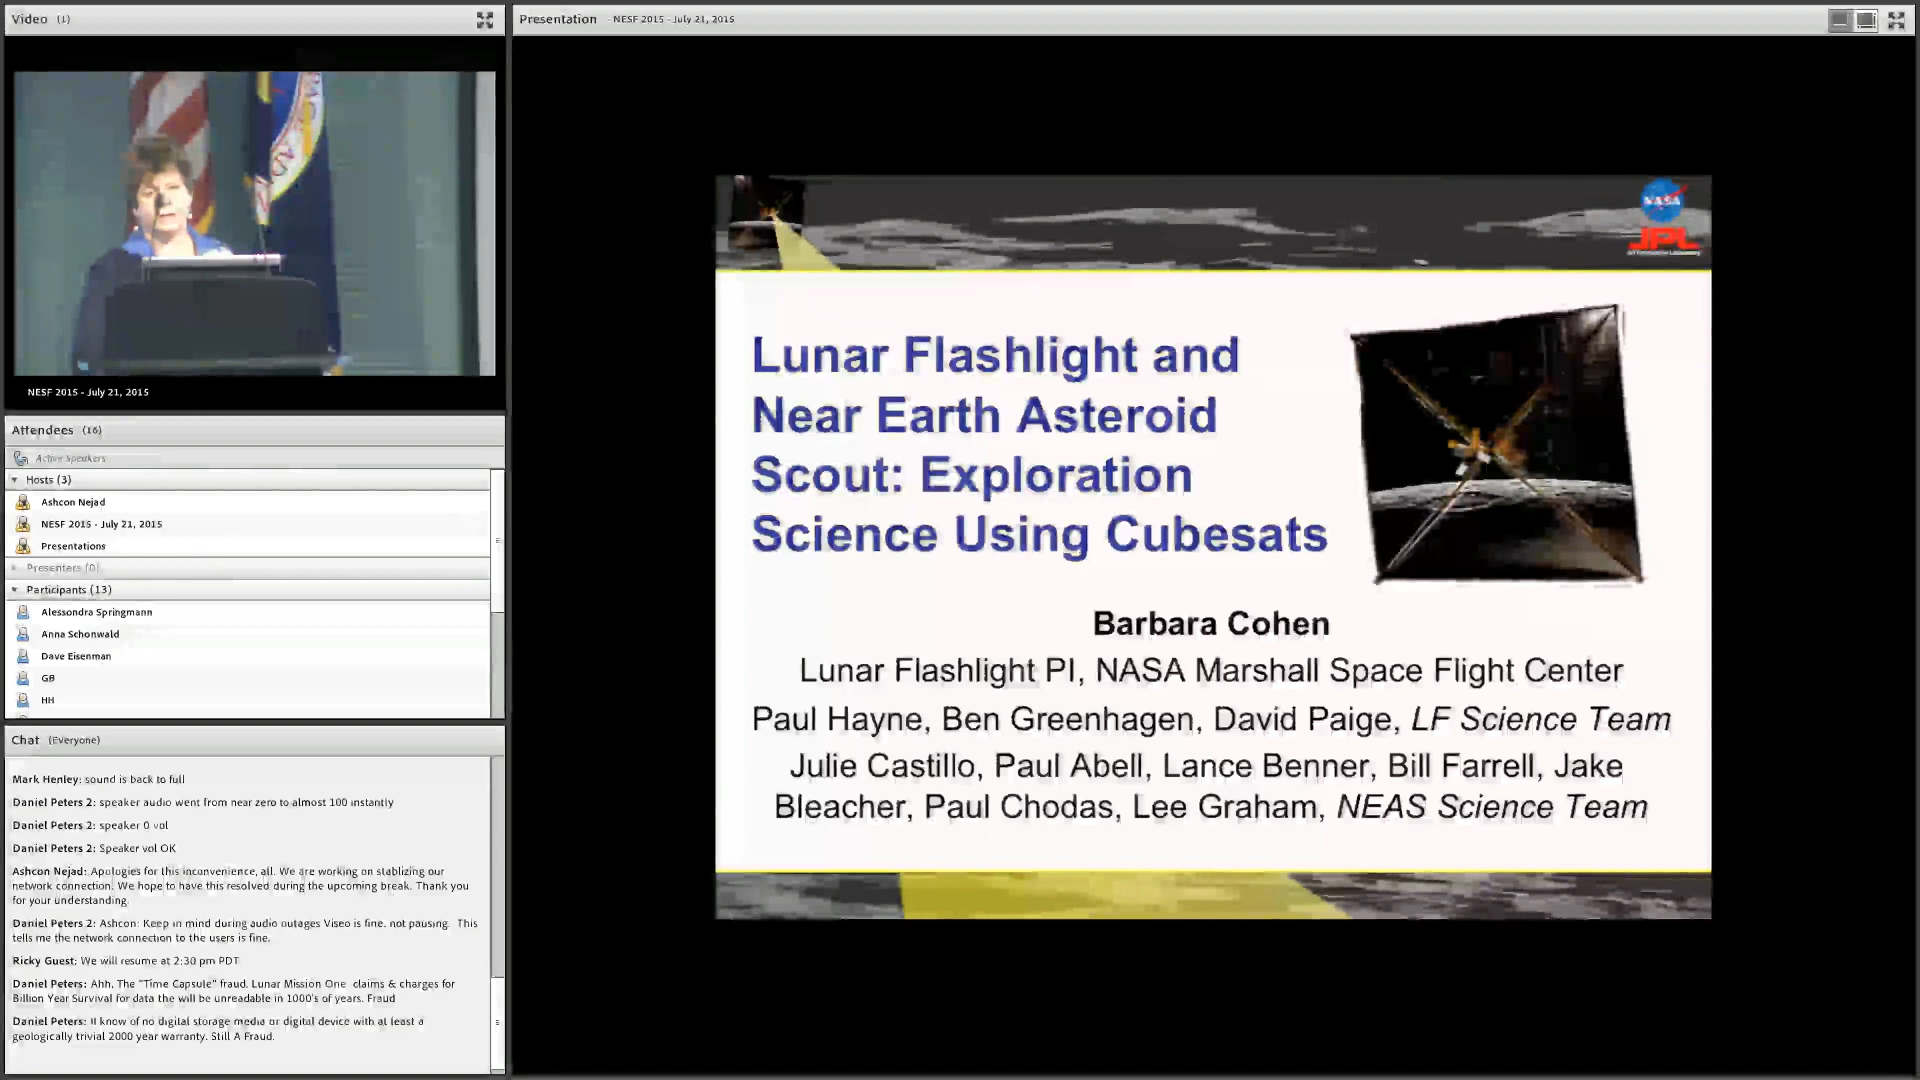 Video (1)
NESF 2015 - July 21, 2015
Attendees (16)
Active Speakers
Hosts (3)
Ashcon Nejad
NESF 2015 - July 21, 2015
Presentations
Presenters (0)
Participants (13)
Alessondra Springmann
Anna Schonwald
Dave Eisenman
GB
HH
Chat (Everyone)
Mark Henley: sound is back to full
Daniel Peters 2: speaker audio went from near zero to almost 100 instantly
Daniel Peters 2: speaker 0 vol
Daniel Peters 2: Speaker vol OK
Ashcon Nejad: Apologies for this inconvenience, all. We are working on stablizing our
network connection. We hope to have this resolved during the upcoming break. Thank you
for your understanding.
Daniel Peters 2: Ashcon: Keep in mind during audio outages Viseo is fine. not pausing. This
tells me the network connection to the users is fine.
Ricky Guest: We will resume at 2:30 pm PDT
Daniel Peters: Ahh, The "Time Capsule" fraud. Lunar Mission One claims & charges for
Billion Year Survival for data the will be unreadable in 1000's of years. Fraud
Daniel Peters: I know of no digital storage media or digital device with at least a
geologically trivial 2000 year warranty. Still A Fraud.
Presentation - NESF 2015 - July 21, 2015
NASA
JPL
Lunar Flashlight and
Near Earth Asteroid
Scout: Exploration
Science Using Cubesats
Barbara Cohen
Lunar Flashlight PI, NASA Marshall Space Flight Center
Paul Hayne, Ben Greenhagen, David Paige, LF Science Team
Julie Castillo, Paul Abell, Lance Benner, Bill Farrell, Jake
Bleacher, Paul Chodas, Lee Graham, NEAS Science Team